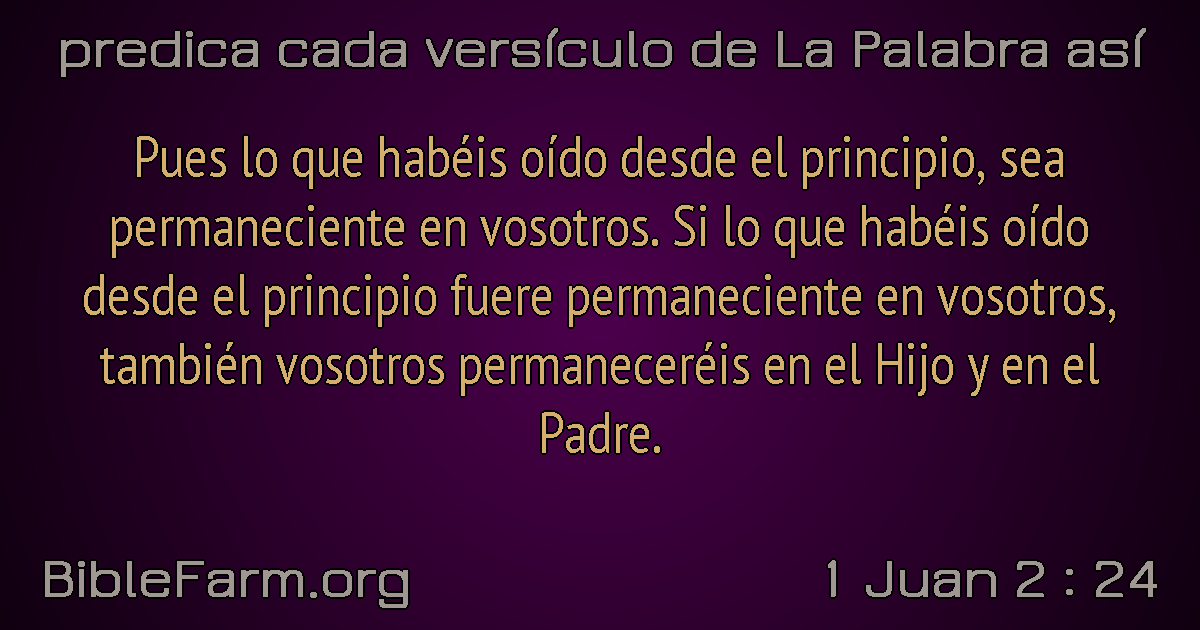 predica cada versículo de La Palabra así
Pues lo que habéis oído desde el principio, sea
permaneciente en vosotros. Si lo que habéis oído
desde el principio fuere permaneciente en vosotros,
también vosotros permaneceréis en el Hijo y en el
Padre.
BibleFarm.org
1 Juan 2 : 24